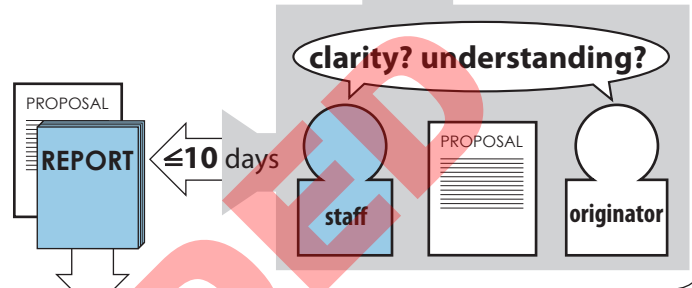 clarity? understanding?
PROPOSAL
REPORT
≤10 days
PROPOSAL
staff
originator